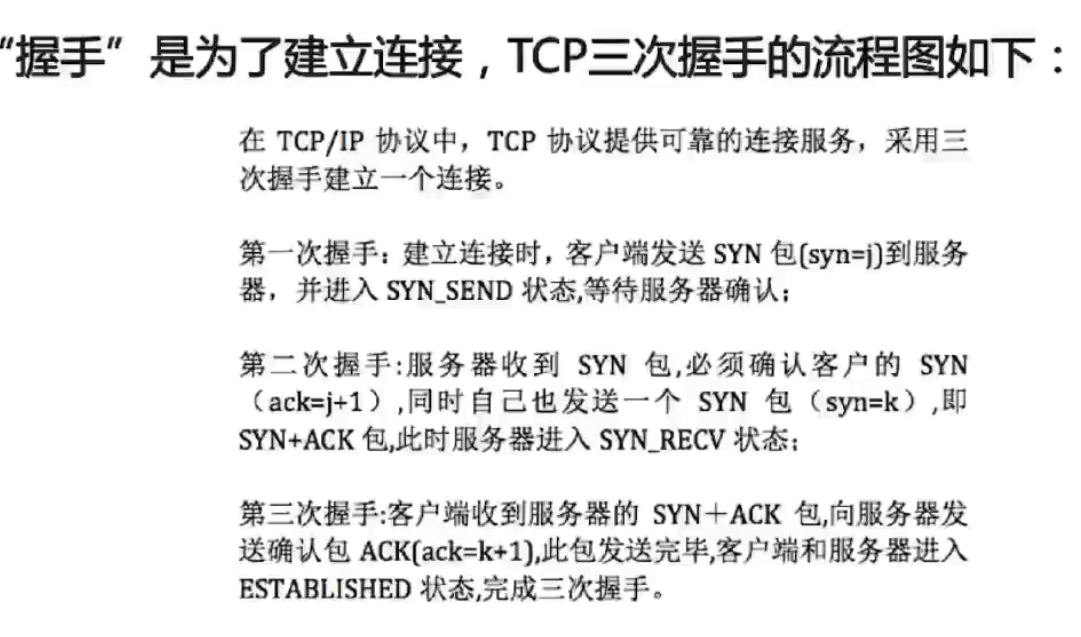 “握手”是为了建立连接，TCP三次握手的流程图如下：
在 TCP/IP 协议中，TCP 协议提供可靠的连接服务，采用三
次握手建立一个连接。
第一次握手：建立连接时，客户端发送 SYN 包(syn=j)到服务
器，并进入 SYN_SEND 状态,等待服务器确认；
第二次握手:服务器收到 SYN 包,必须确认客户的 SYN
（ack=j+1）,同时自己也发送一个 SYN 包（syn=k）,即
SYN+ACK 包,此时服务器进入 SYN_RECV 状态；
第三次握手:客户端收到服务器的 SYN＋ACK 包,向服务器发
送确认包 ACK(ack=k+1),此包发送完毕,客户端和服务器进入
ESTABLISHED 状态,完成三次握手。